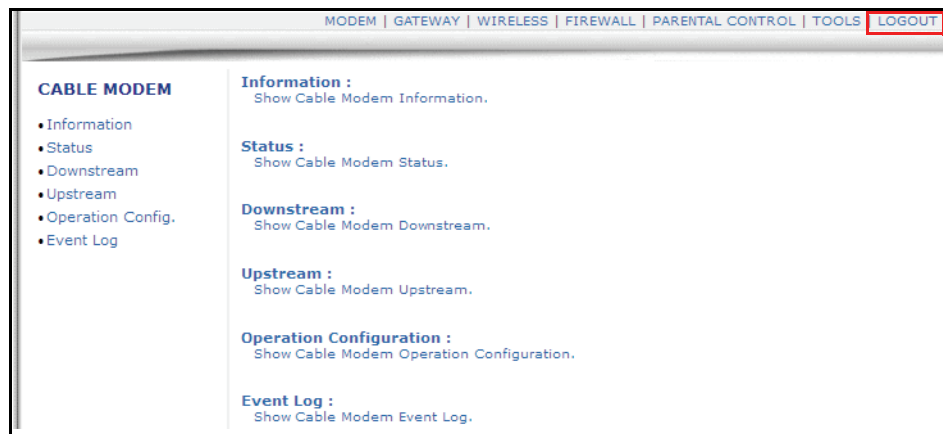 MODEM | GATEWAY | WIRELESS | FIREWALL | PARENTAL CONTROL | TOOLS | LOGOUT
CABLE MODEM
•Information
•Status
•Downstream
•Upstream
•Operation Config.
•Event Log
Information :
Show Cable Modem Information.
Status :
Show Cable Modem Status.
Downstream :
Show Cable Modem Downstream.
Upstream :
Show Cable Modem Upstream.
Operation Configuration :
Show Cable Modem Operation Configuration.
Event Log :
Show Cable Modem Event Log.